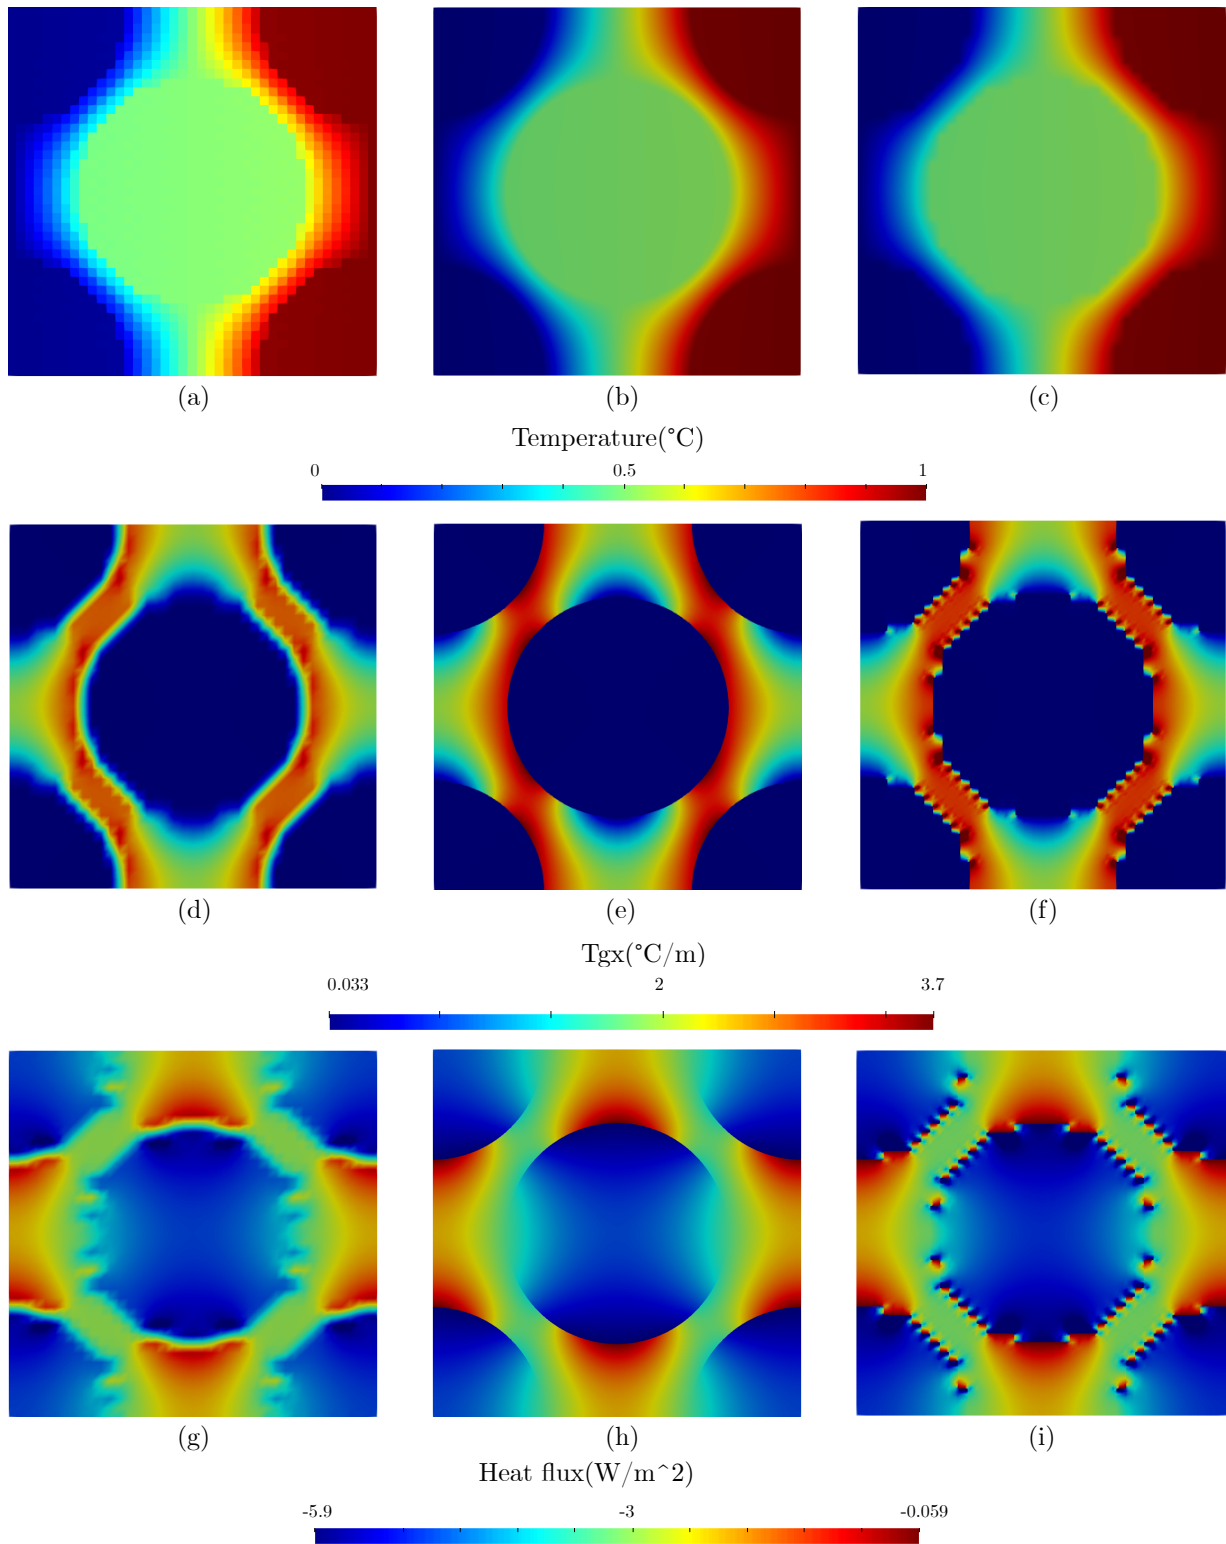 (a) (b) (c)
Temperature(°C)
0 0.5 1
(d) (e) (f)
Tgx(°C/m)
0.033 2 3.7
(g) (h) (i)
Heat flux(W/m^2)
-5.9 -3 -0.059